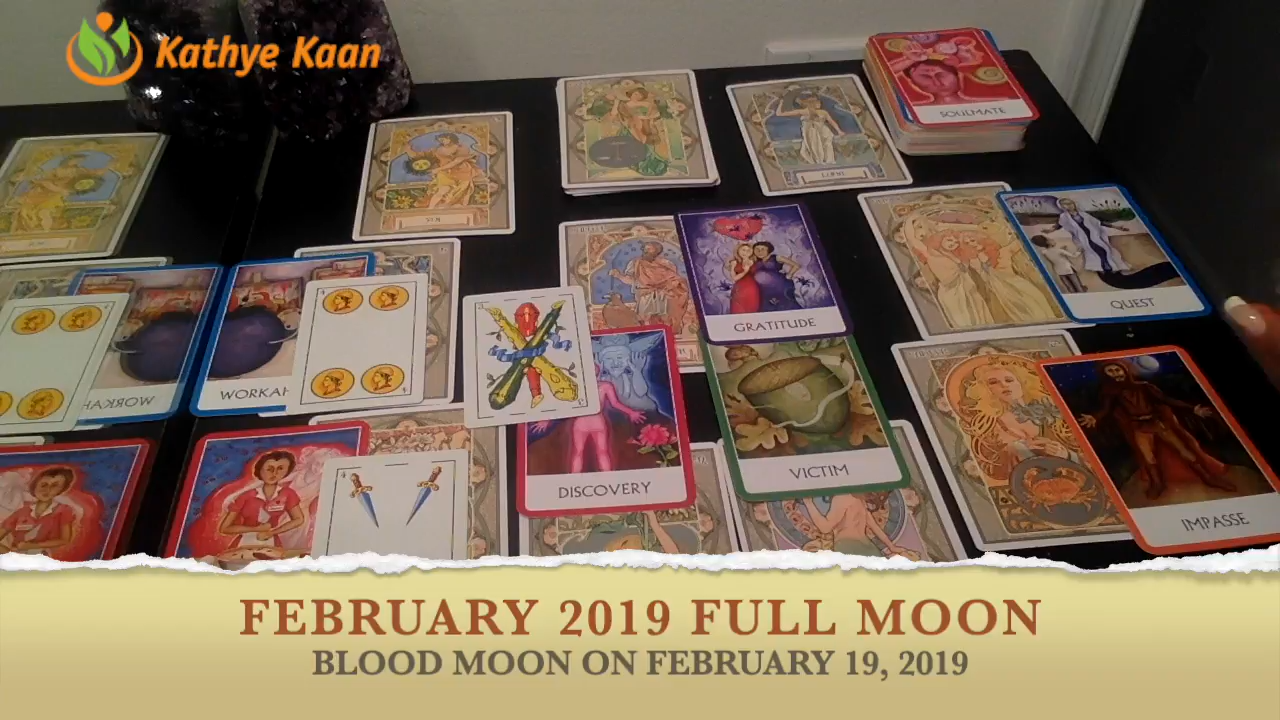 Kathye Kaan
SOULMATE
GRATITUDE
QUEST
WORKAH
WORKAH
DISCOVERY
VICTIM
IMPASSE
FEBRUARY 2019 FULL MOON
BLOOD MOON ON FEBRUARY 19, 2019